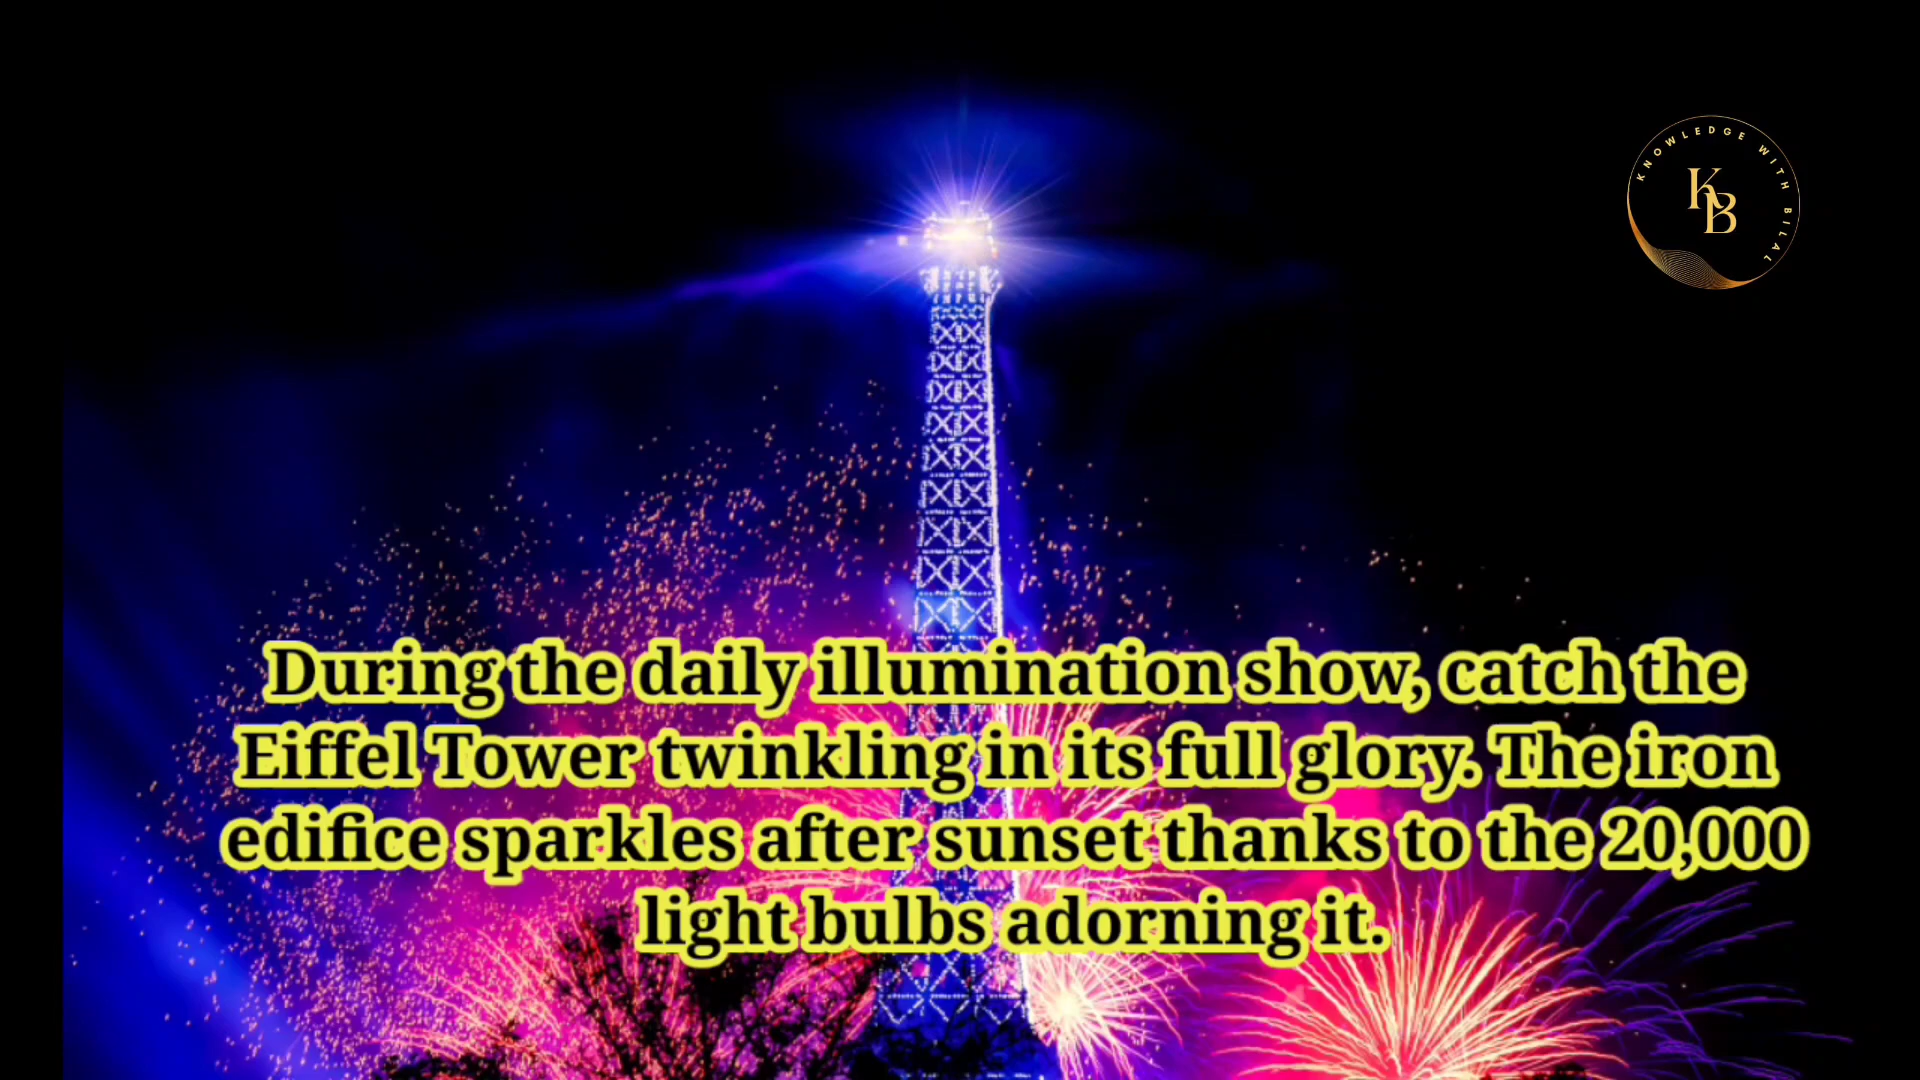 KNOWLEDGE WITH BILAL
KB
During the daily illumination show, catch the
Eiffel Tower twinkling in its full glory. The iron
edifice sparkles after sunset thanks to the 20,000
light bulbs adorning it.